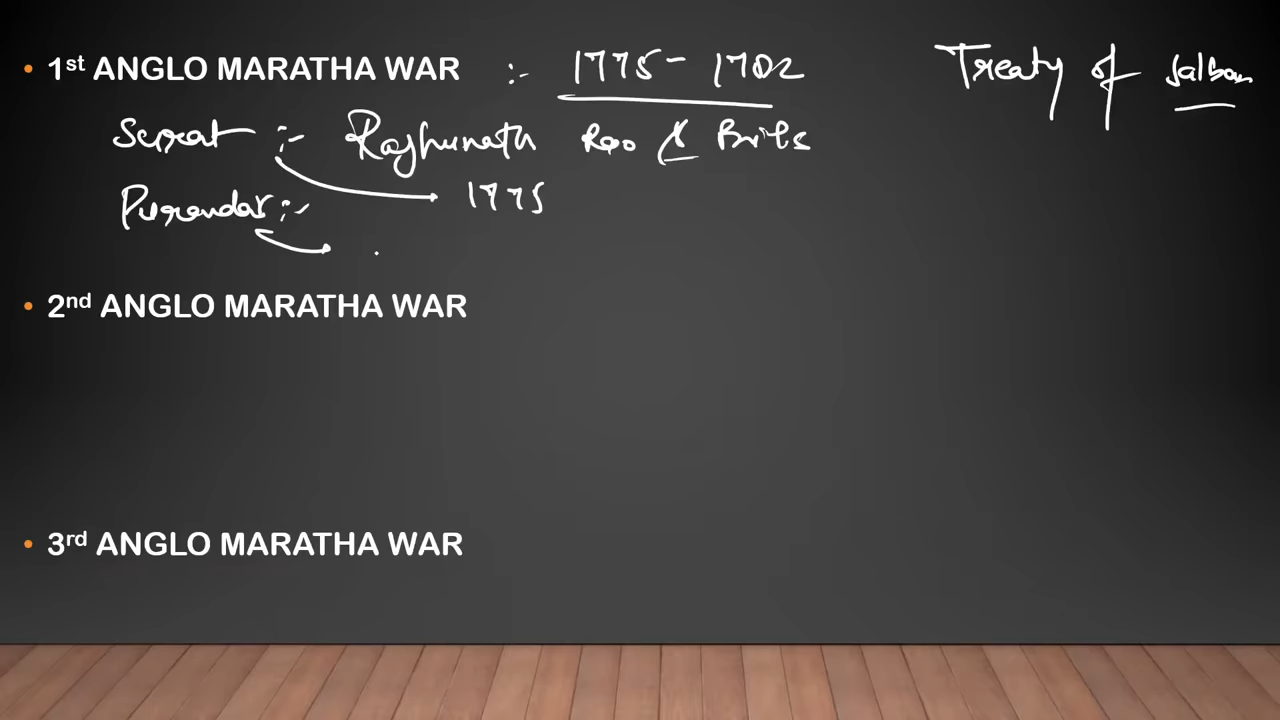 • 1st ANGLO MARATHA WAR :- 1775 - 1782 Treaty of Salbai
Surat :- Raghunath Rao & Brits
1775
Purandar :-
• 2nd ANGLO MARATHA WAR
• 3rd ANGLO MARATHA WAR